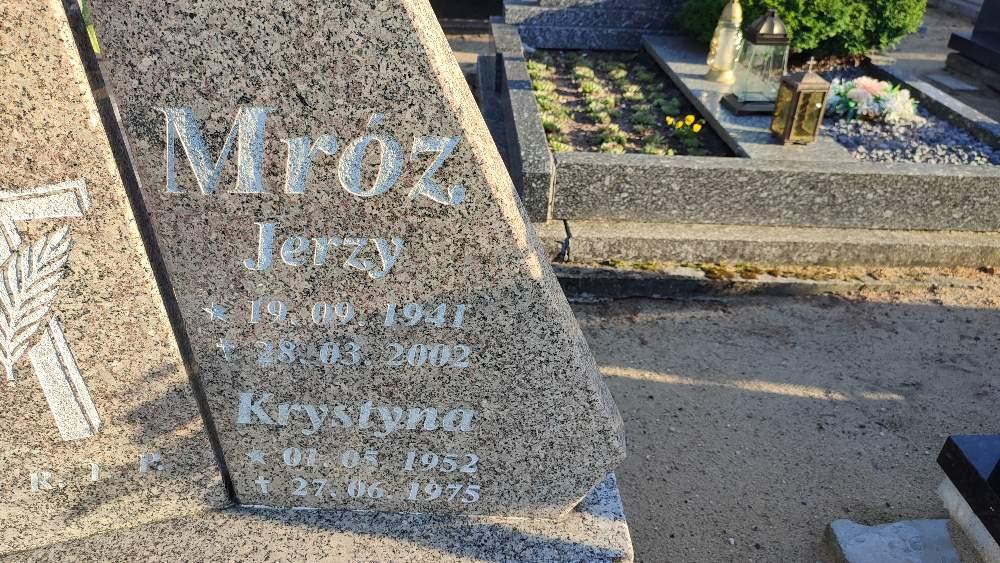 Mróz
Jerzy
* 19. 09. 1941
† 28. 03. 2002
Krystyna
* 01. 05. 1952
† 27. 06. 1975
R. I. P.